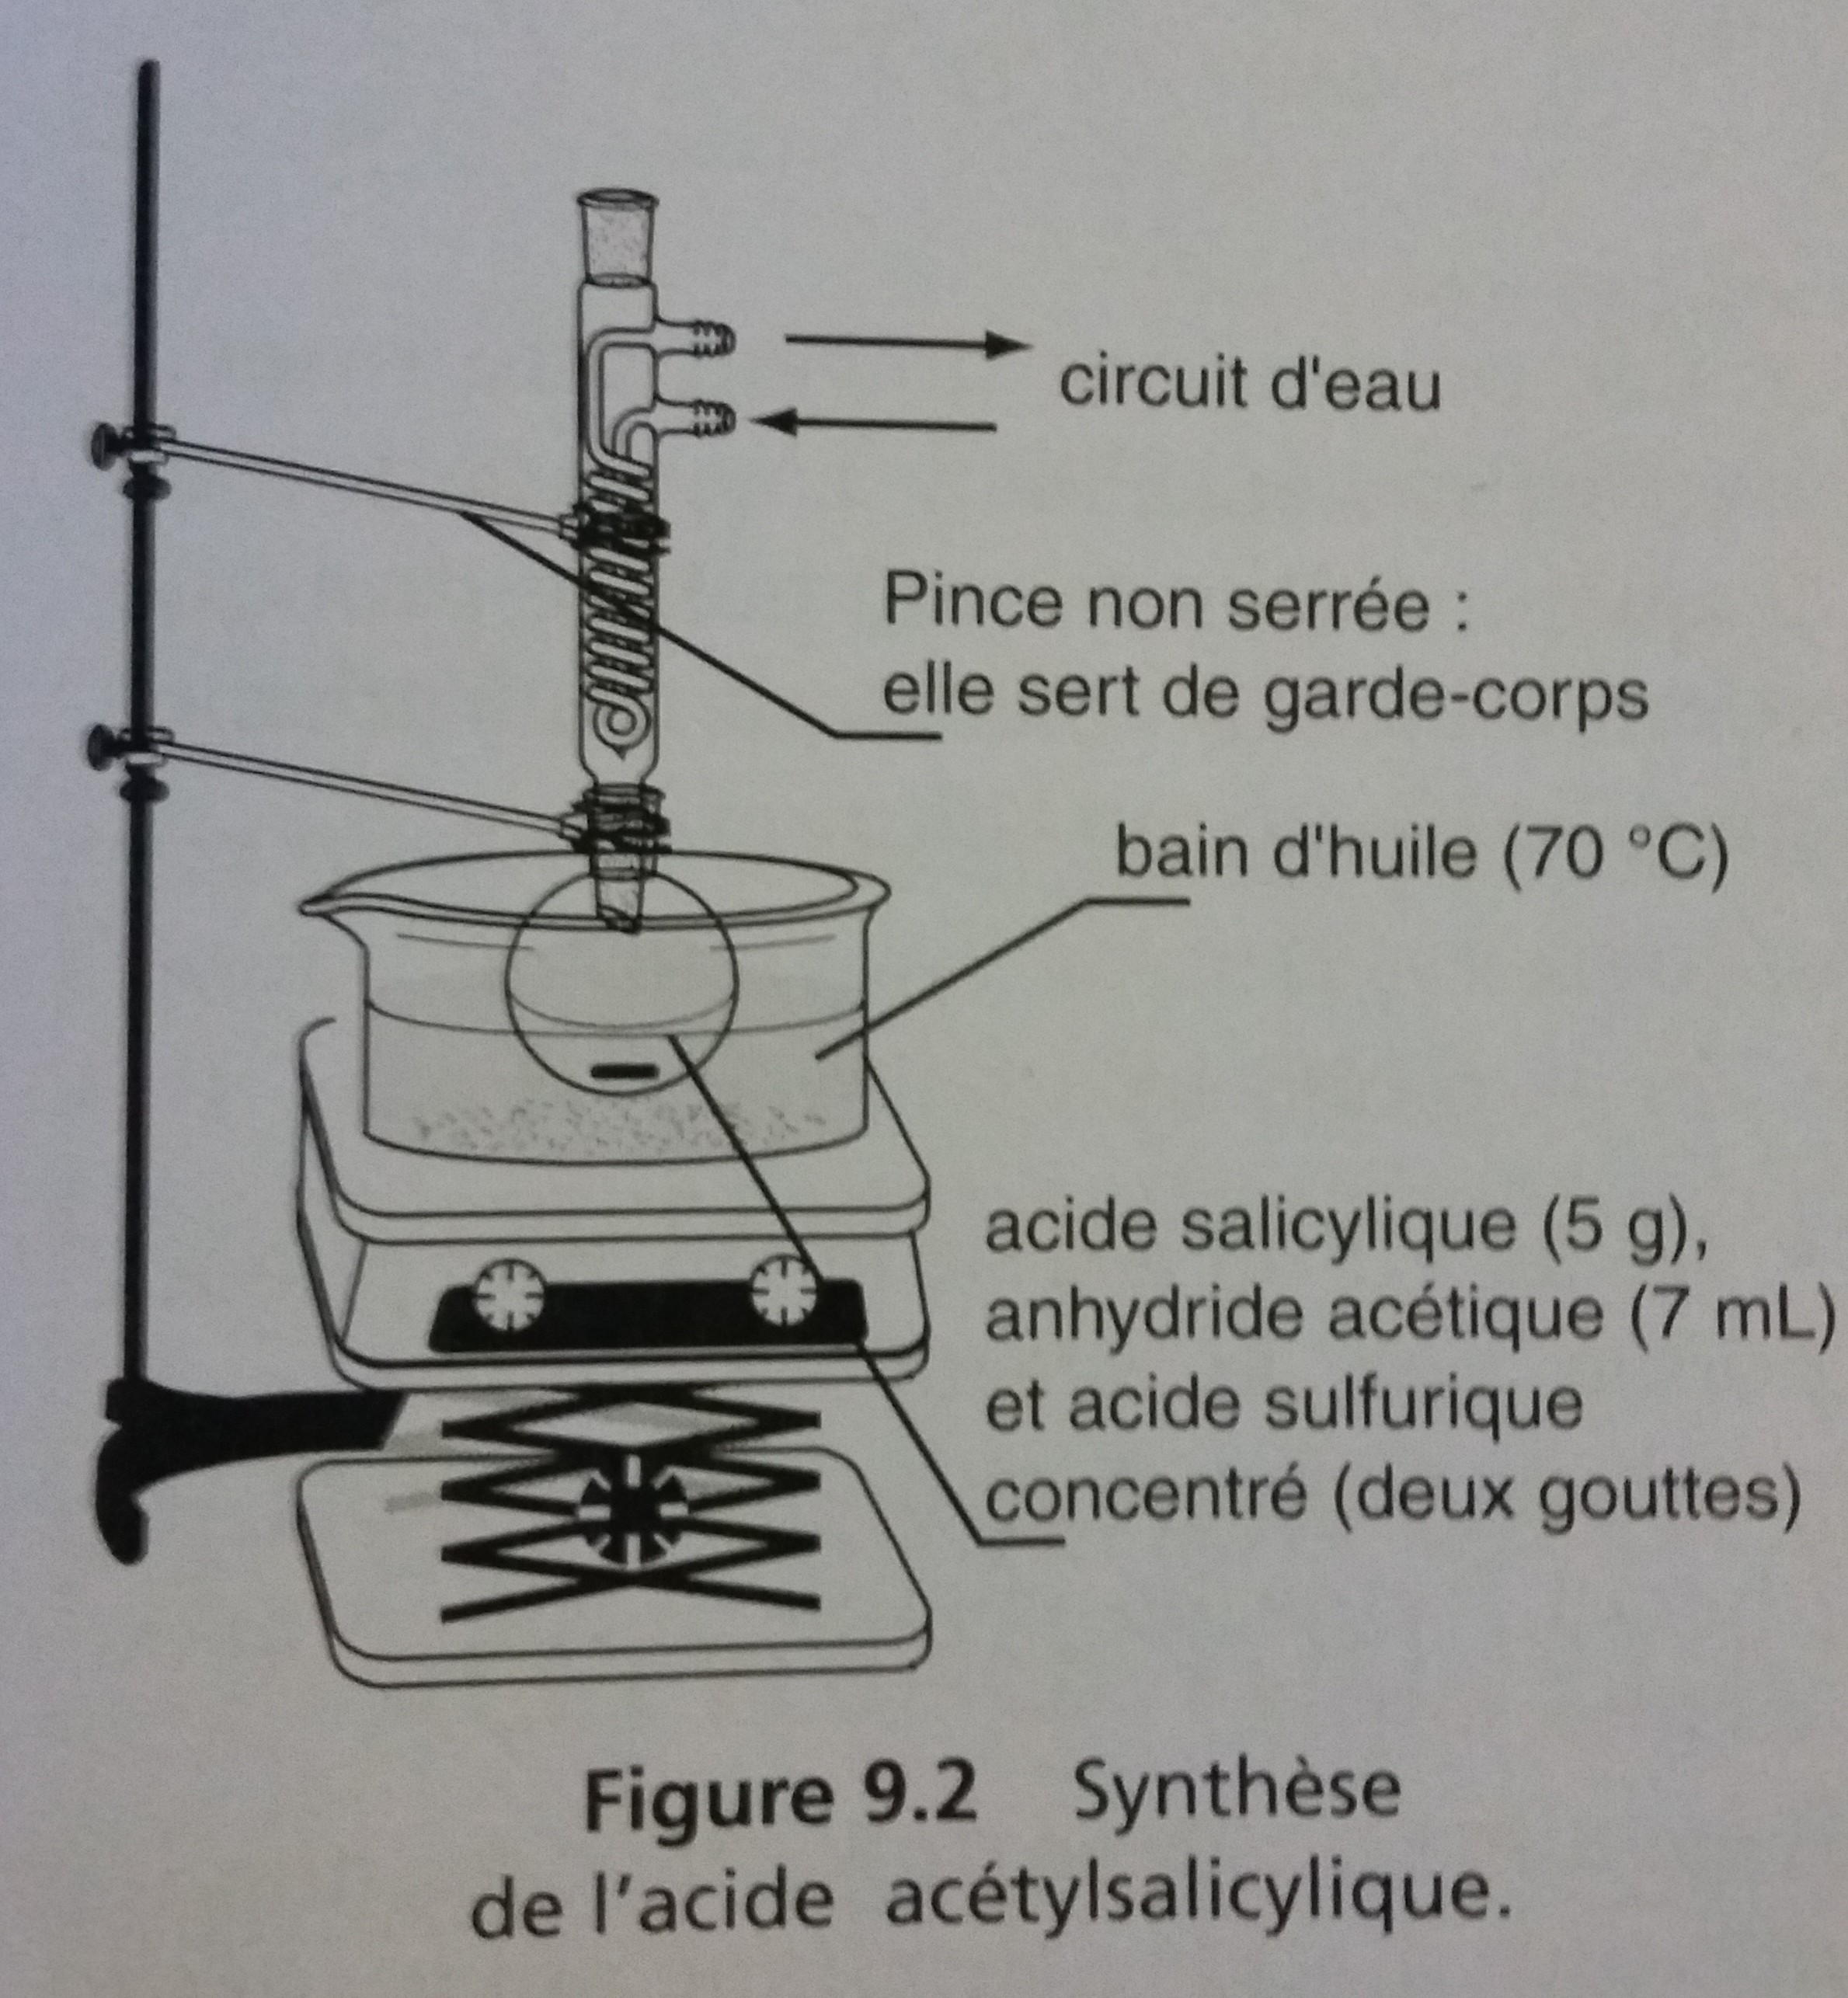 circuit d'eau
Pince non serrée :
elle sert de garde-corps
bain d'huile (70 °C)
acide salicylique (5 g),
anhydride acétique (7 mL)
et acide sulfurique
concentré (deux gouttes)
Figure 9.2 Synthèse
de l'acide acétylsalicylique.